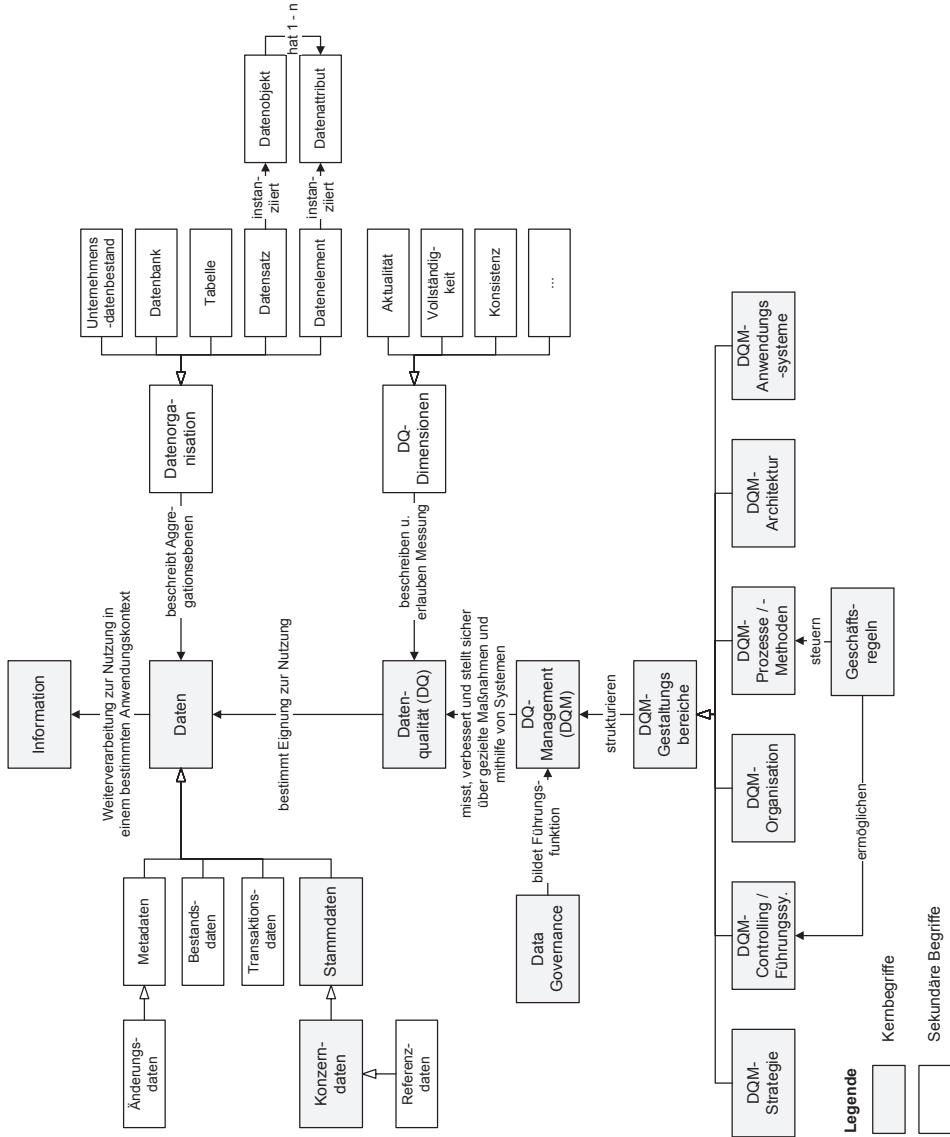 Information
Weiterverarbeitung zur Nutzung in
einem bestimmten Anwendungskontext
Änderungs-
daten
Metadaten
Bestands-
daten
Transaktions-
daten
Konzern-
daten
Stammdaten
Referenz-
daten
Daten
beschreibt Aggre-
gationsebenen
Datenorga-
nisation
Unternehmens
-datenbestand
Datenbank
Tabelle
Datensatz
instan-
ziiert
Datenobjekt
hat 1 - n
Datenelement
instan-
ziiert
Datenattribut
bestimmt Eignung zur Nutzung
Daten-
qualität (DQ)
beschreiben u.
erlauben Messung
DQ-
Dimensionen
Aktualität
Vollständig-
keit
Konsistenz
...
misst, verbessert und stellt sicher
über gezielte Maßnahmen und
mithilfe von Systemen
Data
Governance
bildet Führungs-
funktion
DQ-
Management
(DQM)
strukturieren
DQM-
Gestaltungs
bereiche
DQM-
Strategie
DQM-
Controlling /
Führungssy.
DQM-
Organisation
DQM-
Prozesse / -
Methoden
DQM-
Architektur
DQM-
Anwendungs
-systeme
steuern
ermöglichen
Geschäfts-
regeln
Legende
Kernbegriffe
Sekundäre Begriffe